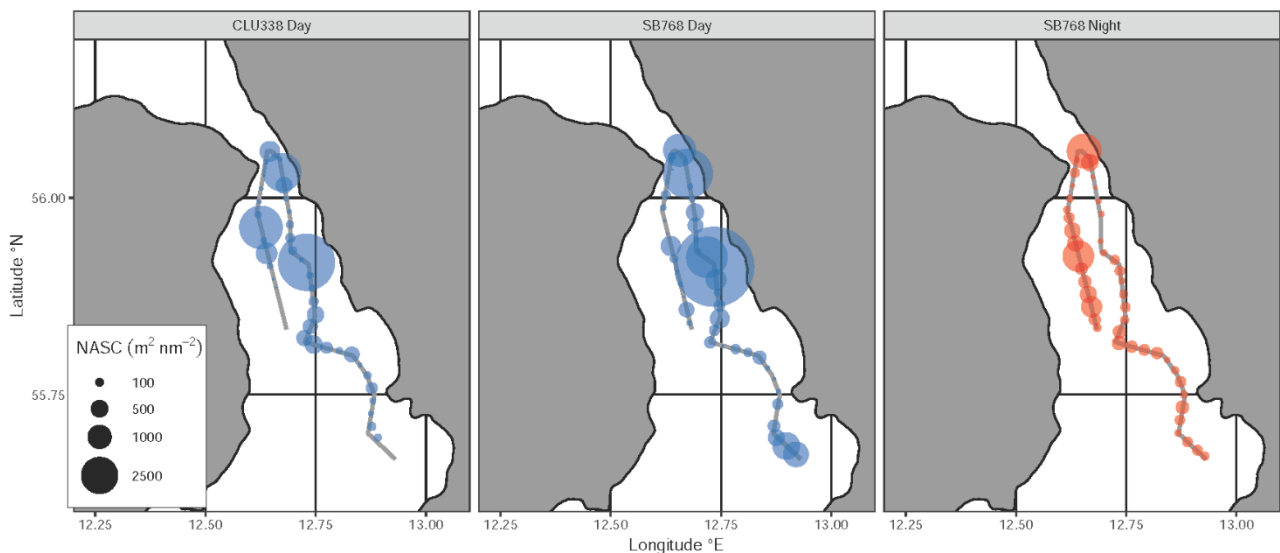 CLU338 Day
SB768 Day
SB768 Night
Latitude °N
56.00
55.75
NASC (m² nm⁻²)
100
500
1000
2500
12.25 12.50 12.75 13.00
12.25 12.50 12.75 13.00
12.25 12.50 12.75 13.00
Longitude °E